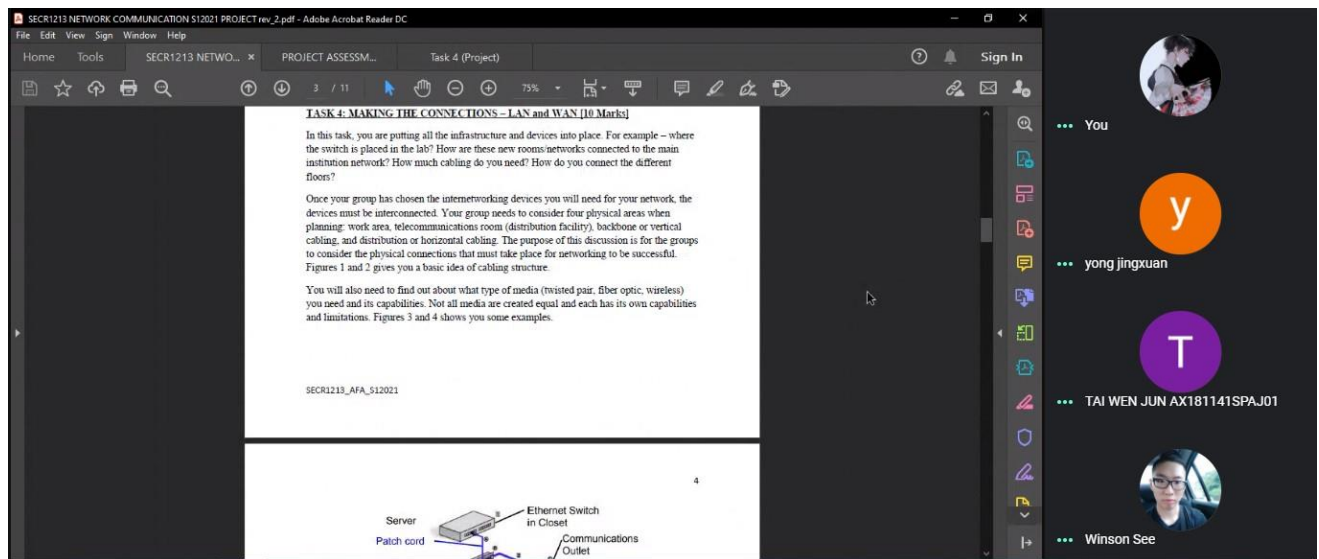 SECR1213 NETWORK COMMUNICATION S12021 PROJECT rev_2.pdf - Adobe Acrobat Reader DC
File Edit View Sign Window Help
Home Tools SECR1213 NETWO... × PROJECT ASSESSM... Task 4 (Project) Sign In
3 / 11 75%
TASK 4: MAKING THE CONNECTIONS – LAN and WAN [10 Marks]
In this task, you are putting all the infrastructure and devices into place. For example – where
the switch is placed in the lab? How are these new rooms/networks connected to the main
institution network? How much cabling do you need? How do you connect the different
floors?
Once your group has chosen the internetworking devices you will need for your network, the
devices must be interconnected. Your group needs to consider four physical areas when
planning: work area, telecommunications room (distribution facility), backbone or vertical
cabling, and distribution or horizontal cabling. The purpose of this discussion is for the groups
to consider the physical connections that must take place for networking to be successful.
Figures 1 and 2 gives you a basic idea of cabling structure.
You will also need to find out about what type of media (twisted pair, fiber optic, wireless)
you need and its capabilities. Not all media are created equal and each has its own capabilities
and limitations. Figures 3 and 4 shows you some examples.
SECR1213_AFA_S12021
4
Server
Ethernet Switch
in Closet
Patch cord
Communications
Outlet
You
y
yong jingxuan
T
TAI WEN JUN AX181141SPAJ01
Winson See